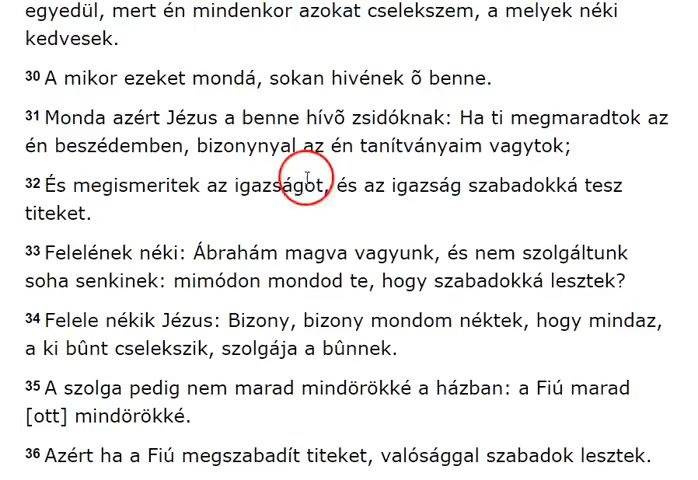 egyedül, mert én mindenkor azokat cselekszem, a melyek néki
kedvesek.
30 A mikor ezeket mondá, sokan hivének õ benne.
31 Monda azért Jézus a benne hívõ zsidóknak: Ha ti megmaradtok az
én beszédemben, bizonynyal az én tanítványaim vagytok;
32 És megismeritek az igazságot, és az igazság szabadokká tesz
titeket.
33 Felelének néki: Ábrahám magva vagyunk, és nem szolgáltunk
soha senkinek: mimódon mondod te, hogy szabadokká lesztek?
34 Felele nékik Jézus: Bizony, bizony mondom néktek, hogy mindaz,
a ki bûnt cselekszik, szolgája a bûnnek.
35 A szolga pedig nem marad mindörökké a házban: a Fiú marad
[ott] mindörökké.
36 Azért ha a Fiú megszabadít titeket, valósággal szabadok lesztek.